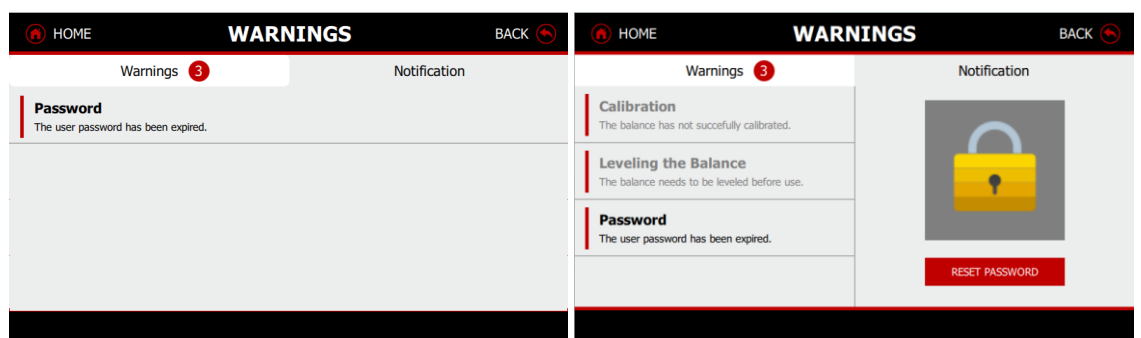 HOME WARNINGS BACK
Warnings 3 Notification
Password
The user password has been expired.
HOME WARNINGS BACK
Warnings 3 Notification
Calibration
The balance has not succefully calibrated.
Leveling the Balance
The balance needs to be leveled before use.
Password
The user password has been expired.
RESET PASSWORD